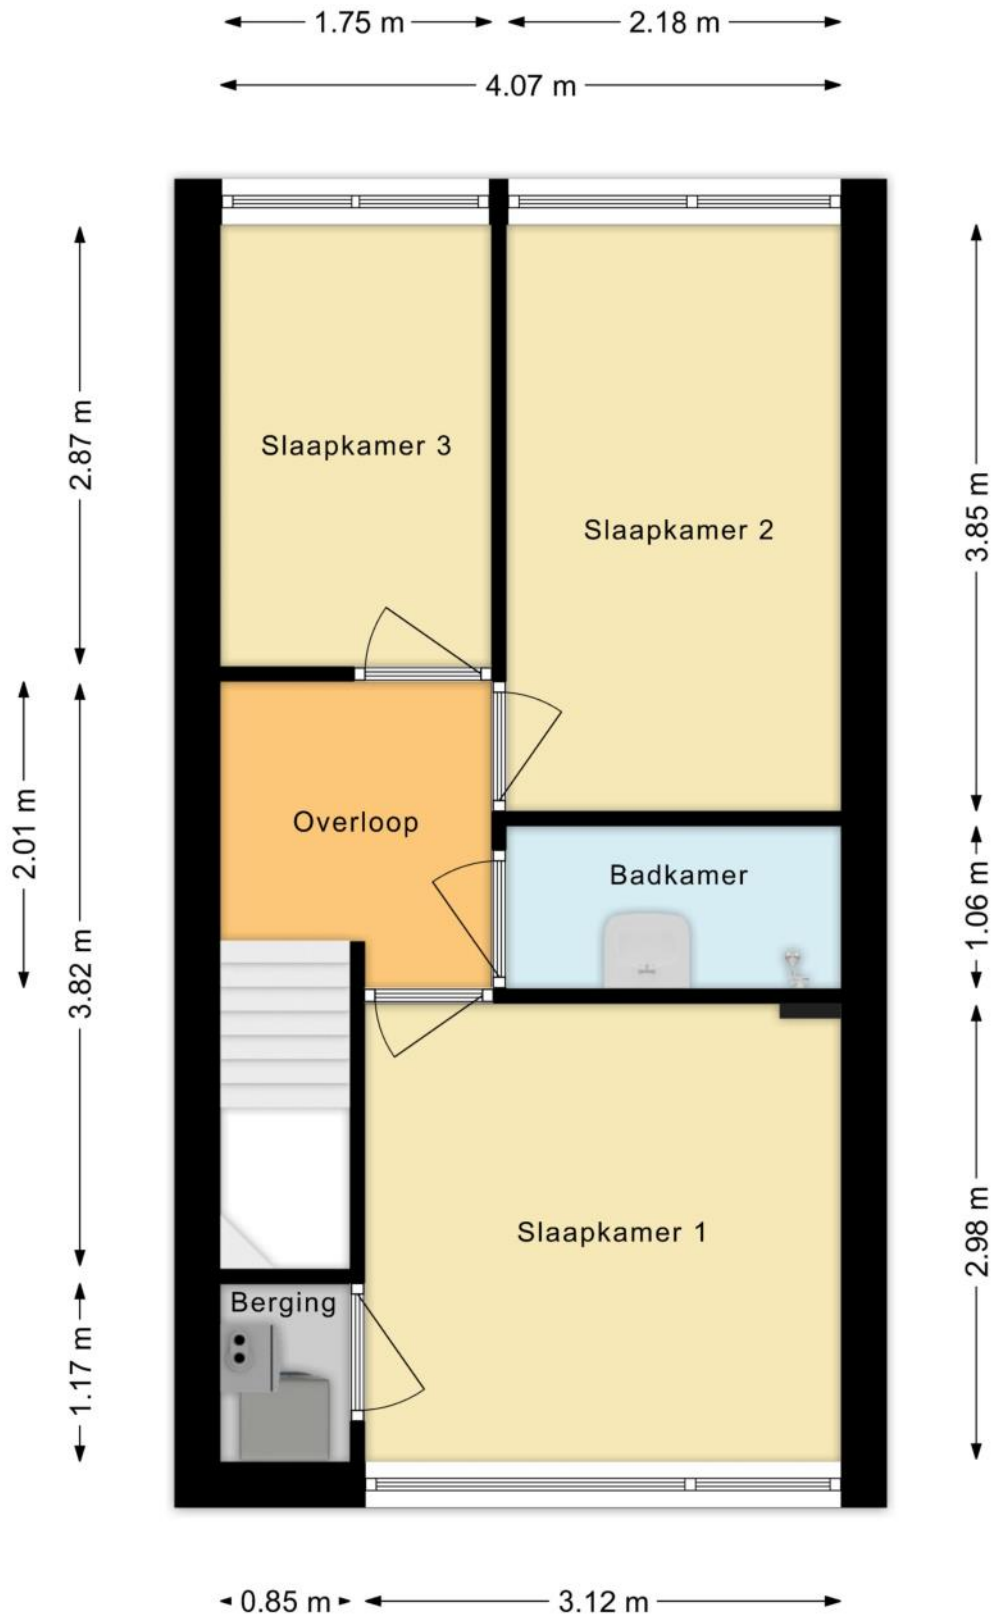 1.75 m
2.18 m
4.07 m
2.87 m
Slaapkamer 3
3.85 m
Slaapkamer 2
2.01 m
Overloop
Badkamer
1.06 m
3.82 m
Slaapkamer 1
2.98 m
Berging
1.17 m
0.85 m
3.12 m